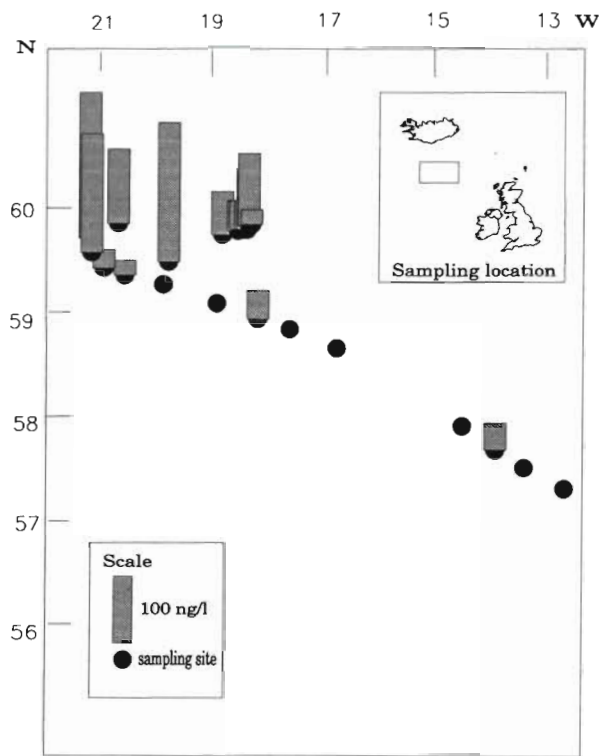 21 19 17 15 13 W
N
60
59
58
57
56
Sampling location
Scale
100 ng/l
sampling site